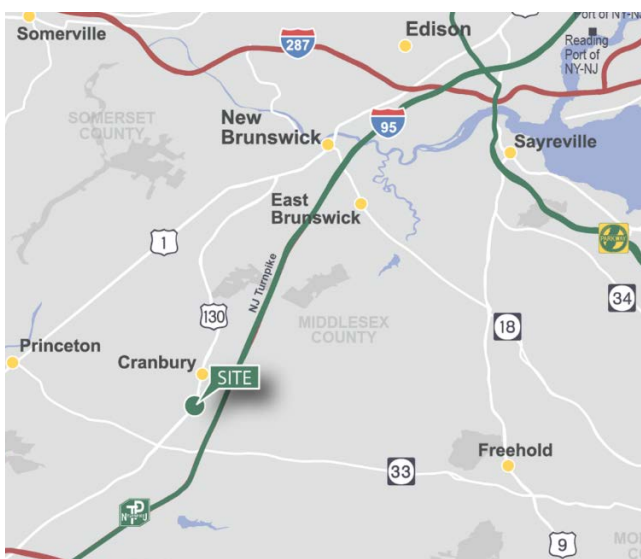 Somerville
287
Edison
Port of NY-NJ
Reading
Port of
NY-NJ
SOMERSET
COUNTY
New
Brunswick
95
Sayreville
East
Brunswick
1
NJ Turnpike
130
MIDDLESEX
COUNTY
34
18
Princeton
Cranbury
SITE
33
Freehold
9